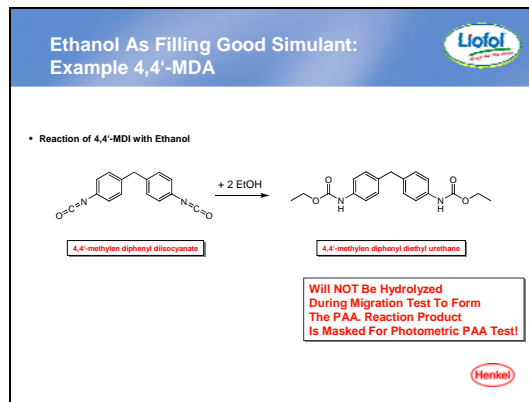 Ethanol As Filling Good Simulant:
Example 4,4‘-MDA
Liofol
• Reaction of 4,4‘-MDI with Ethanol
+ 2 EtOH
O=C=N
N=C=O
O
O
O
N
H
N
H
O
4,4‘-methylen diphenyl diisocyanate
4,4‘-methylen diphenyl diethyl urethane
Will NOT Be Hydrolyzed
During Migration Test To Form
The PAA. Reaction Product
Is Masked For Photometric PAA Test!
Henkel